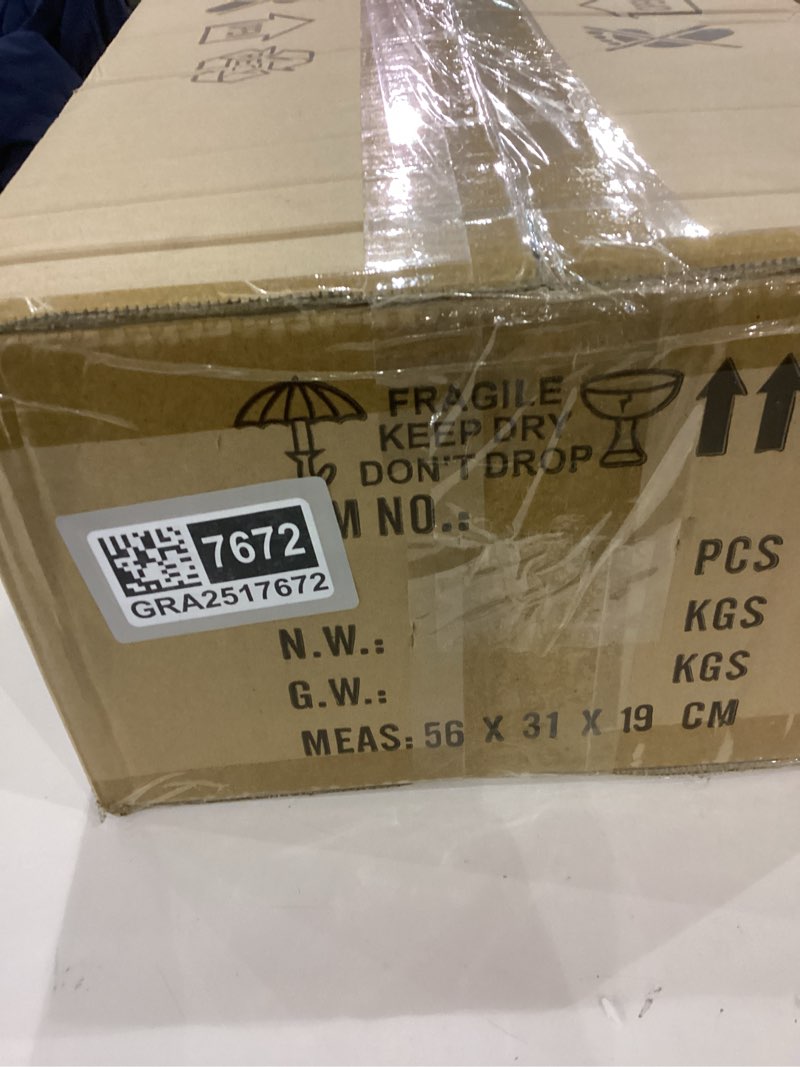 FRAGILE
KEEP DRY
DON'T DROP
M NO.:
7672
GRA2517672
PCS
N.W.: KGS
G.W.: KGS
MEAS: 56 X 31 X 19 CM